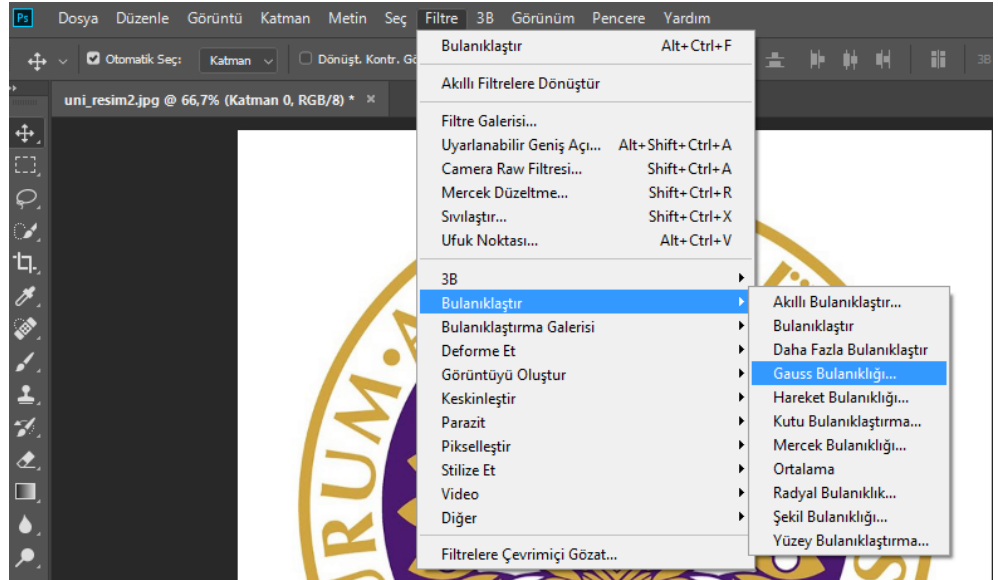 Ps Dosya Düzenle Görüntü Katman Metin Seç Filtre 3B Görünüm Pencere Yardım
Otomatik Seç: Katman Dönüşt. Kontr. Gö
3B
uni_resim2.jpg @ 66,7% (Katman 0, RGB/8) * ×
Bulanıklaştır Alt+Ctrl+F
Akıllı Filtrelere Dönüştür
Filtre Galerisi...
Uyarlanabilir Geniş Açı... Alt+Shift+Ctrl+A
Camera Raw Filtresi... Shift+Ctrl+A
Mercek Düzeltme... Shift+Ctrl+R
Sıvılaştır... Shift+Ctrl+X
Ufuk Noktası... Alt+Ctrl+V
3B
Bulanıklaştır
Bulanıklaştırma Galerisi
Deforme Et
Görüntüyü Oluştur
Keskinleştir
Parazit
Pikselleştir
Stilize Et
Video
Diğer
Filtrelere Çevrimiçi Gözat...
Akıllı Bulanıklaştır...
Bulanıklaştır
Daha Fazla Bulanıklaştır
Gauss Bulanıklığı...
Hareket Bulanıklığı...
Kutu Bulanıklaştırma...
Mercek Bulanıklığı...
Ortalama
Radyal Bulanıklık...
Şekil Bulanıklığı...
Yüzey Bulanıklaştırma...
RUM